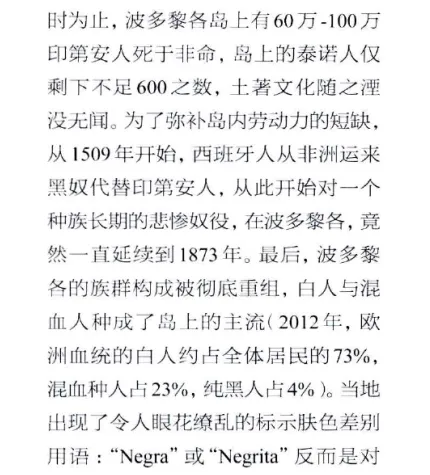 时为止，波多黎各岛上有60万-100万
印第安人死于非命，岛上的泰诺人仅
剩下不足600之数，土著文化随之湮
没无闻。为了弥补岛内劳动力的短缺，
从1509年开始，西班牙人从非洲运来
黑奴代替印第安人，从此开始对一个
种族长期的悲惨奴役，在波多黎各，竟
然一直延续到1873年。最后，波多黎
各的族群构成被彻底重组，白人与混
血人种成了岛上的主流（2012年，欧
洲血统的白人约占全体居民的73%，
混血种人占23%，纯黑人占4%）。当地
出现了令人眼花缭乱的标示肤色差别
用语：“Negra”或“Negrita”反而是对